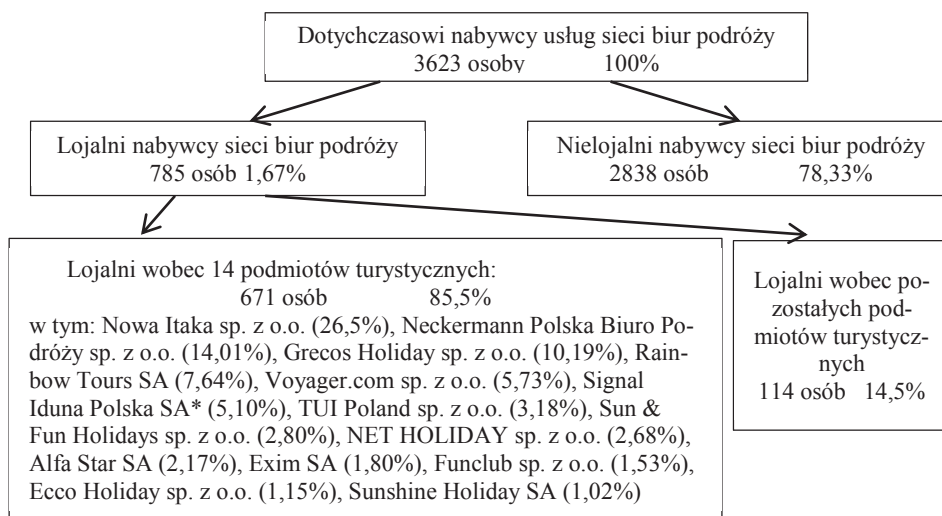 Dotychczasowi nabywcy usług sieci biur podróży
3623 osoby 100%
Lojalni nabywcy sieci biur podróży
785 osób 1,67%
Nielojalni nabywcy sieci biur podróży
2838 osób 78,33%
Lojalni wobec 14 podmiotów turystycznych:
671 osób 85,5%
w tym: Nowa Itaka sp. z o.o. (26,5%), Neckermann Polska Biuro Po-
dróży sp. z o.o. (14,01%), Grecos Holiday sp. z o.o. (10,19%), Rain-
bow Tours SA (7,64%), Voyager.com sp. z o.o. (5,73%), Signal
Iduna Polska SA* (5,10%), TUI Poland sp. z o.o. (3,18%), Sun &
Fun Holidays sp. z o.o. (2,80%), NET HOLIDAY sp. z o.o. (2,68%),
Alfa Star SA (2,17%), Exim SA (1,80%), Funclub sp. z o.o. (1,53%),
Ecco Holiday sp. z o.o. (1,15%), Sunshine Holiday SA (1,02%)
Lojalni wobec po-
zostałych pod-
miotów turystycz-
nych
114 osób 14,5%